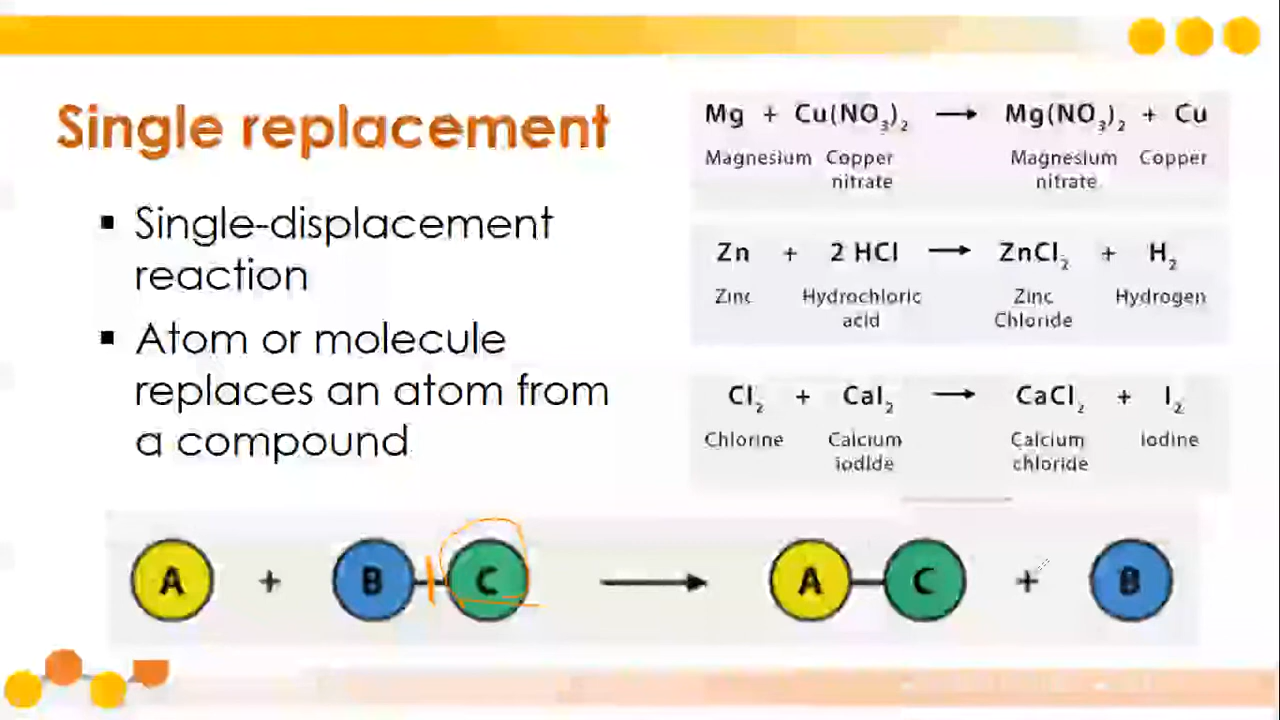 Single replacement
▪ Single-displacement
reaction
▪ Atom or molecule
replaces an atom from
a compound
Mg + Cu(NO₃)₂ → Mg(NO₃)₂ + Cu
Magnesium Copper nitrate Magnesium nitrate Copper
Zn + 2 HCl → ZnCl₂ + H₂
Zinc Hydrochloric acid Zinc Chloride Hydrogen
Cl₂ + CaI₂ → CaCl₂ + I₂
Chlorine Calcium iodide Calcium chloride Iodine
A + B C → A C + B